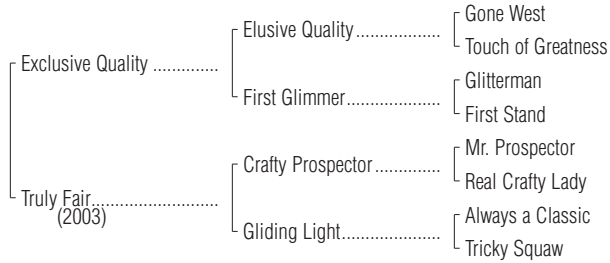 Gone West
Elusive Quality...................
Touch of Greatness
Exclusive Quality ..............
Glitterman
First Glimmer.....................
First Stand
Mr. Prospector
Crafty Prospector ..............
Real Crafty Lady
Truly Fair...........................
(2003)
Always a Classic
Gliding Light......................
Tricky Squaw